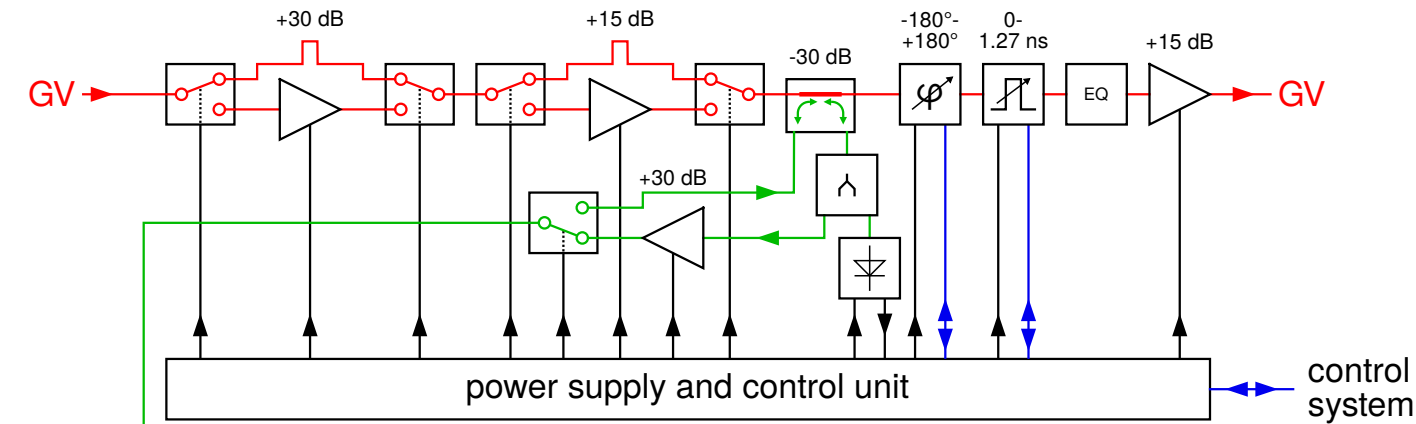 +30 dB
+15 dB
-180°-
+180°
0-
1.27 ns
+15 dB
-30 dB
GV
φ
EQ
GV
+30 dB
power supply and control unit
control
system